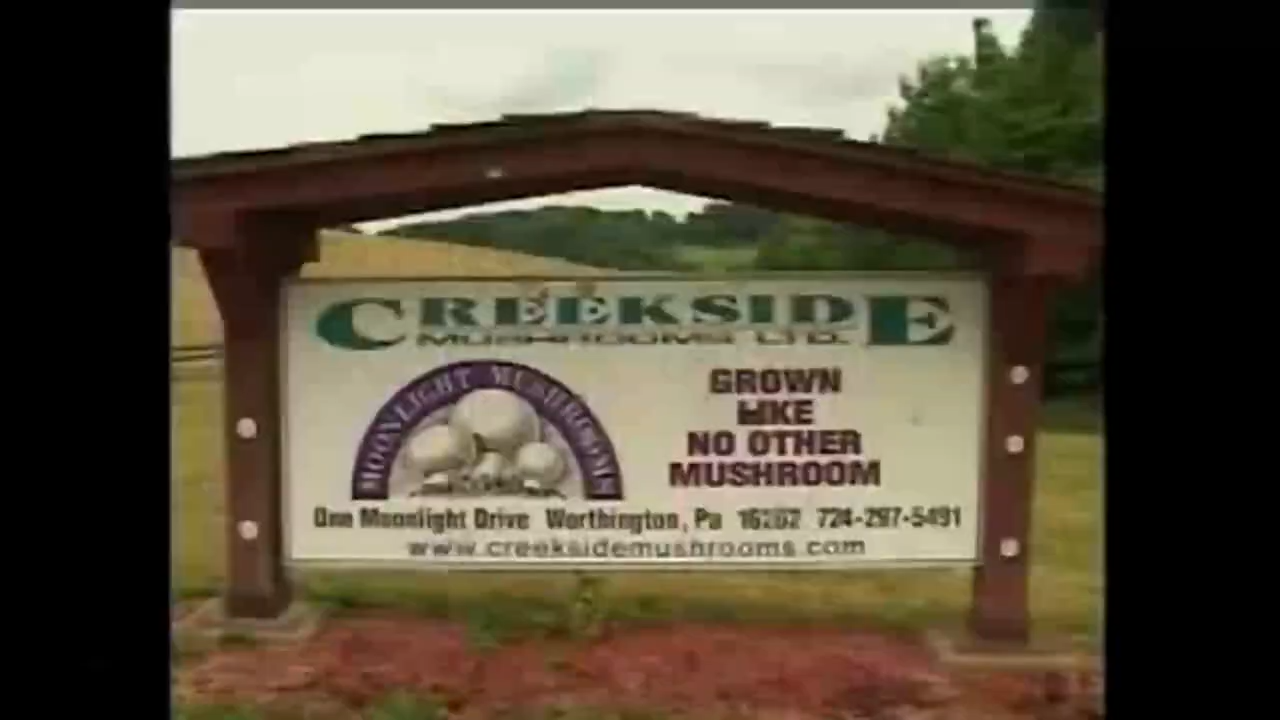 CREEKSIDE
MUSHROOMS LTD.
MOONLIGHT MUSHROOMS
GROWN
LIKE
NO OTHER
MUSHROOM
One Moonlight Drive Worthington, Pa 16262 724-297-5491
www.creeksidemushrooms.com